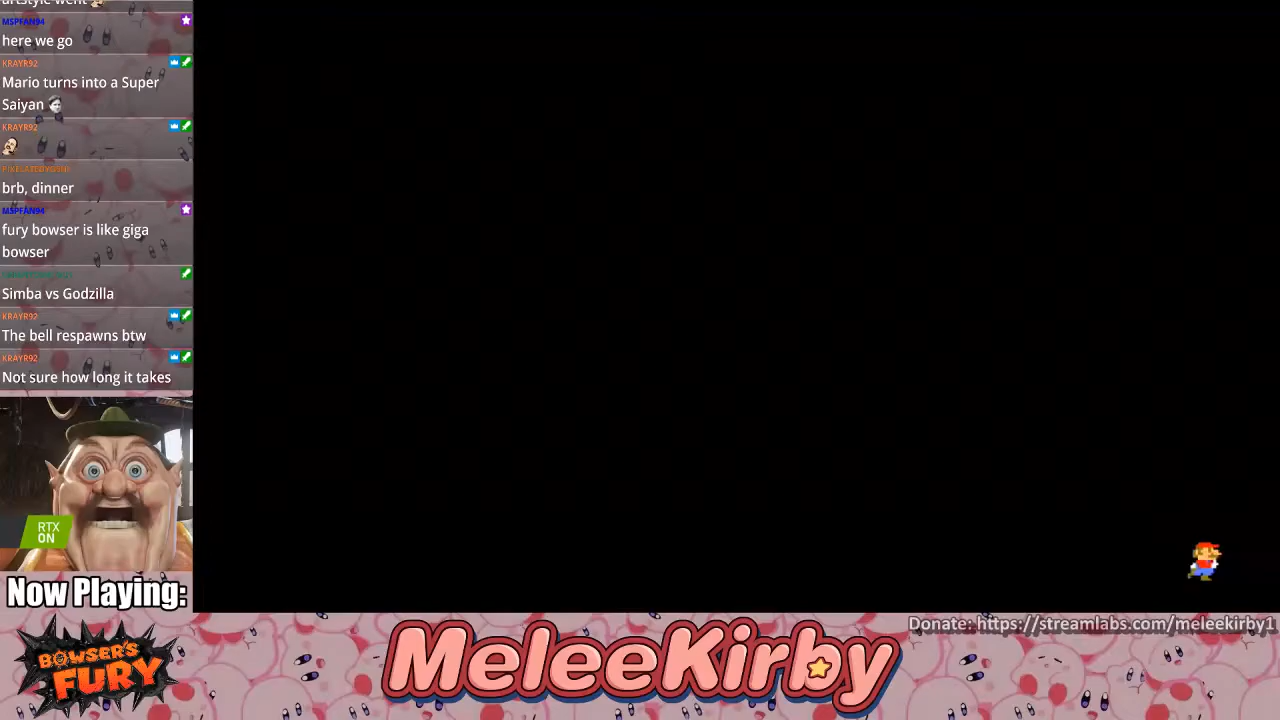 artstyle went
MSPFAN94
here we go
KRAYR92
Mario turns into a Super
Saiyan
KRAYR92
brb, dinner
MSPFAN94
fury bowser is like giga
bowser
Simba vs Godzilla
KRAYR92
The bell respawns btw
KRAYR92
Not sure how long it takes
RTX
ON
Now Playing:
BOWSER'S
FURY
MeleeKirby
Donate: https://streamlabs.com/meleekirby1